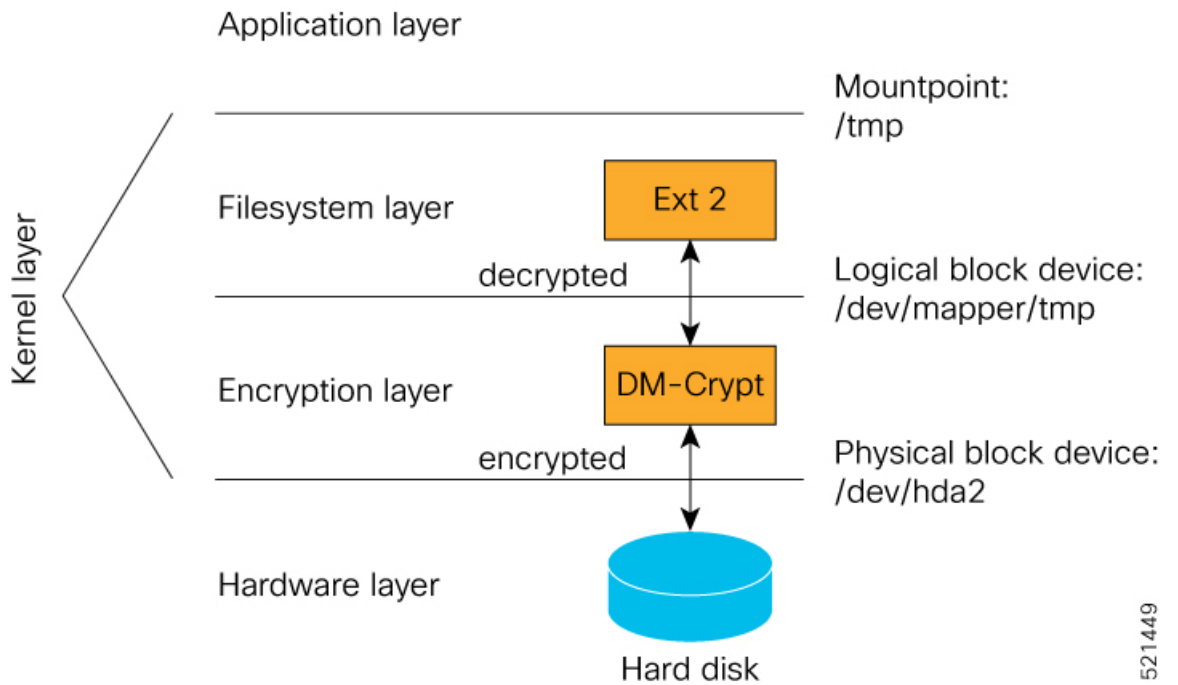 Application layer
Mountpoint:
/tmp
Kernel layer
Filesystem layer
Ext 2
decrypted
Logical block device:
/dev/mapper/tmp
Encryption layer
DM-Crypt
encrypted
Physical block device:
/dev/hda2
Hardware layer
Hard disk
521449